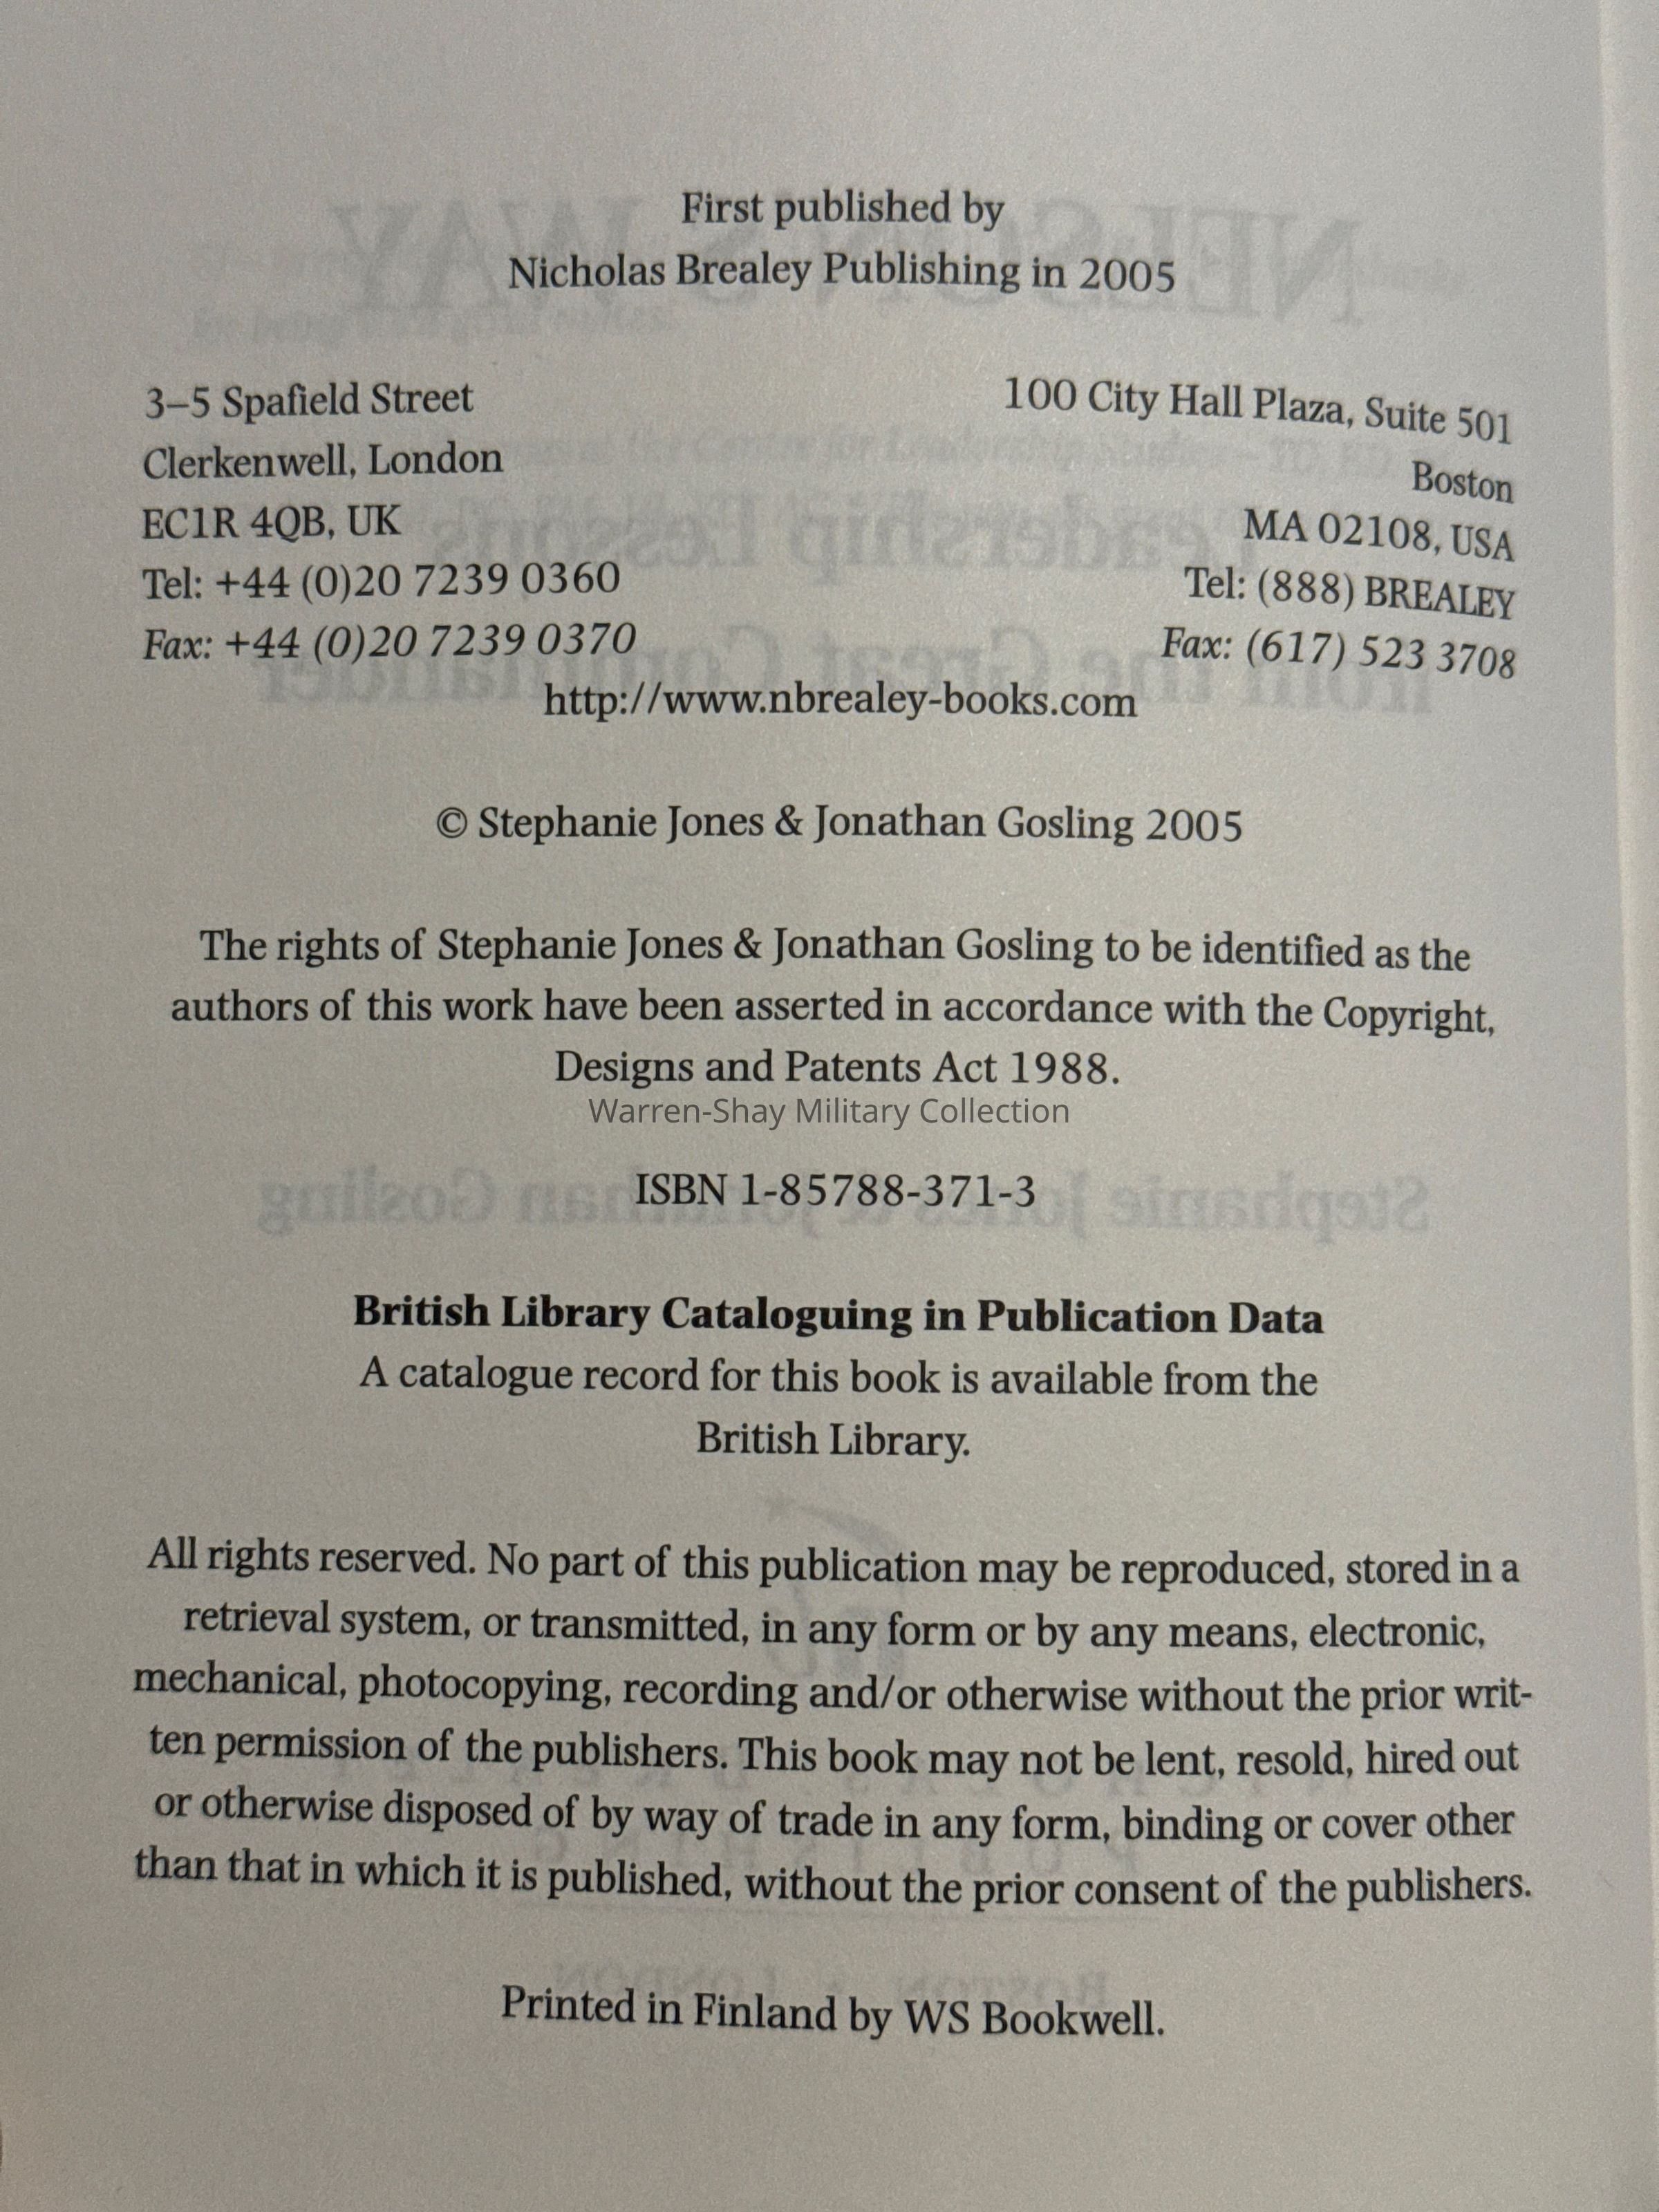 First published by
Nicholas Brealey Publishing in 2005
3–5 Spafield Street
Clerkenwell, London
EC1R 4QB, UK
Tel: +44 (0)20 7239 0360
Fax: +44 (0)20 7239 0370
100 City Hall Plaza, Suite 501
Boston
MA 02108, USA
Tel: (888) BREALEY
Fax: (617) 523 3708
http://www.nbrealey-books.com
© Stephanie Jones & Jonathan Gosling 2005
The rights of Stephanie Jones & Jonathan Gosling to be identified as the
authors of this work have been asserted in accordance with the Copyright,
Designs and Patents Act 1988.
Warren-Shay Military Collection
ISBN 1-85788-371-3
British Library Cataloguing in Publication Data
A catalogue record for this book is available from the
British Library.
All rights reserved. No part of this publication may be reproduced, stored in a
retrieval system, or transmitted, in any form or by any means, electronic,
mechanical, photocopying, recording and/or otherwise without the prior writ-
ten permission of the publishers. This book may not be lent, resold, hired out
or otherwise disposed of by way of trade in any form, binding or cover other
than that in which it is published, without the prior consent of the publishers.
Printed in Finland by WS Bookwell.